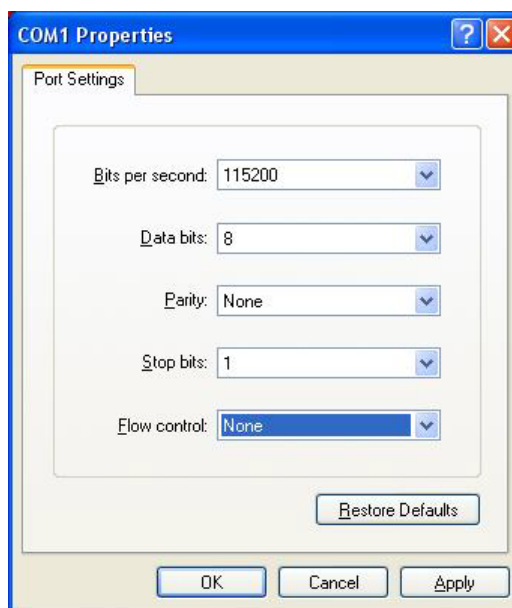 COM1 Properties
Port Settings
Bits per second: 115200
Data bits: 8
Parity: None
Stop bits: 1
Flow control: None
Restore Defaults
OK Cancel Apply